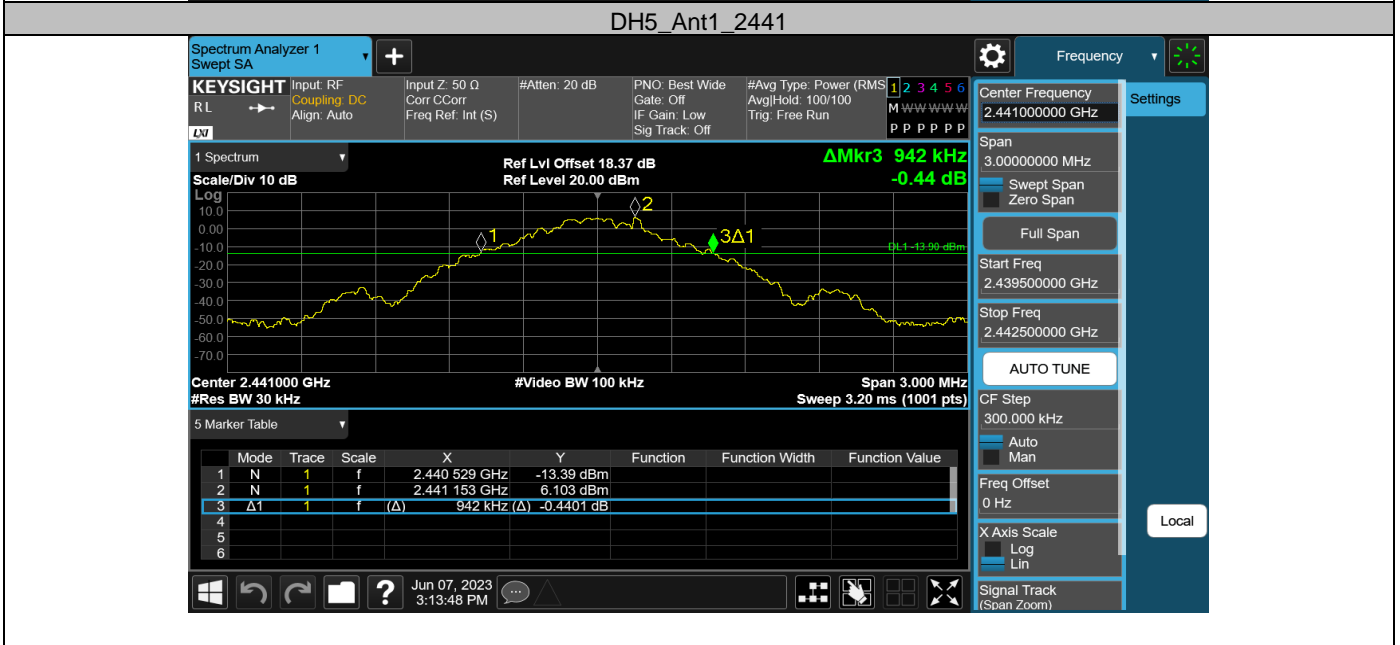 DH5_Ant1_2441
Spectrum Analyzer 1
Swept SA
+
Frequency
KEYSIGHT
RL
LXI
Input: RF
Coupling: DC
Align: Auto
Input Z: 50 Ω
Corr CCorr
Freq Ref: Int (S)
#Atten: 20 dB
PNO: Best Wide
Gate: Off
IF Gain: Low
Sig Track: Off
#Avg Type: Power (RMS
Avg|Hold: 100/100
Trig: Free Run
1 2 3 4 5 6
M W W W W W
P P P P P P
1 Spectrum
Scale/Div 10 dB
Ref Lvl Offset 18.37 dB
Ref Level 20.00 dBm
ΔMkr3 942 kHz
-0.44 dB
Log
10.0
0.00
-10.0
-20.0
-30.0
-40.0
-50.0
-60.0
-70.0
1
2
3Δ1
DL1 -13.90 dBm
Center 2.441000 GHz
#Video BW 100 kHz
Span 3.000 MHz
#Res BW 30 kHz
Sweep 3.20 ms (1001 pts)
5 Marker Table
Mode Trace Scale X Y Function Function Width Function Value
1 N 1 f 2.440 529 GHz -13.39 dBm
2 N 1 f 2.441 153 GHz 6.103 dBm
3 Δ1 1 f (Δ) 942 kHz (Δ) -0.4401 dB
4
5
6
Jun 07, 2023
3:13:48 PM
?
Center Frequency
2.441000000 GHz
Settings
Span
3.00000000 MHz
Swept Span
Zero Span
Full Span
Start Freq
2.439500000 GHz
Stop Freq
2.442500000 GHz
AUTO TUNE
CF Step
300.000 kHz
Auto
Man
Freq Offset
0 Hz
Local
X Axis Scale
Log
Lin
Signal Track
(Span Zoom)